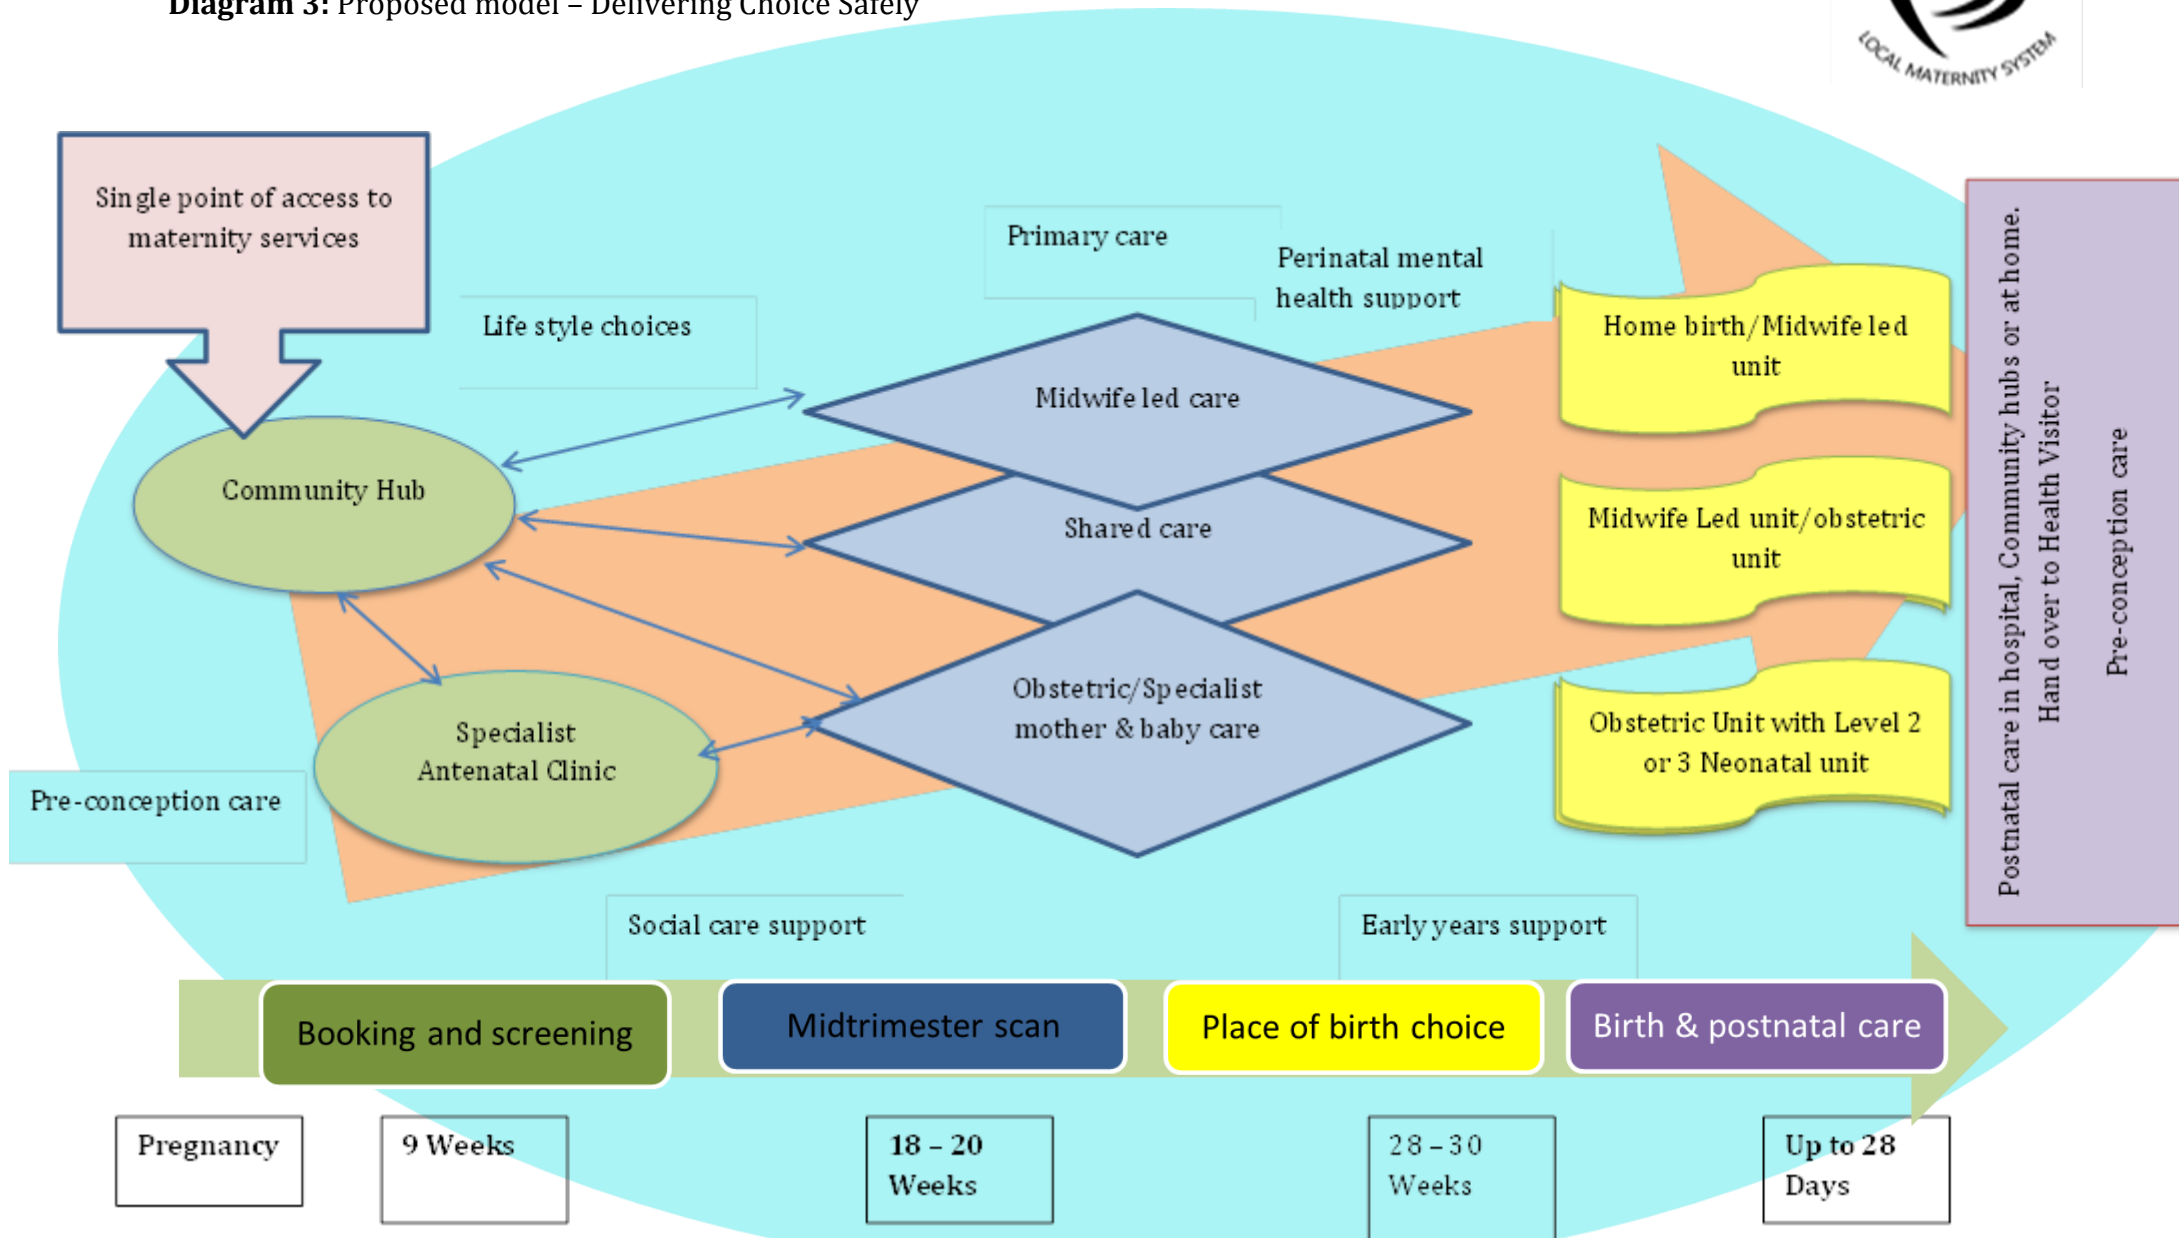 Diagram 3: Proposed model – Delivering Choice Safely
LOCAL MATERNITY SYSTEM
Single point of access to
maternity services
Primary care
Perinatal mental
health support
Life style choices
Home birth/Midwife led
unit
Midwife led care
Community Hub
Shared care
Midwife Led unit/obstetric
unit
Obstetric/Specialist
mother & baby care
Specialist
Antenatal Clinic
Obstetric Unit with Level 2
or 3 Neonatal unit
Pre-conception care
Postnatal care in hospital, Community hubs or at home.
Hand over to Health Visitor
Pre-conception care
Social care support
Early years support
Booking and screening
Midtrimester scan
Place of birth choice
Birth & postnatal care
Pregnancy
9 Weeks
18 – 20
Weeks
28 – 30
Weeks
Up to 28
Days